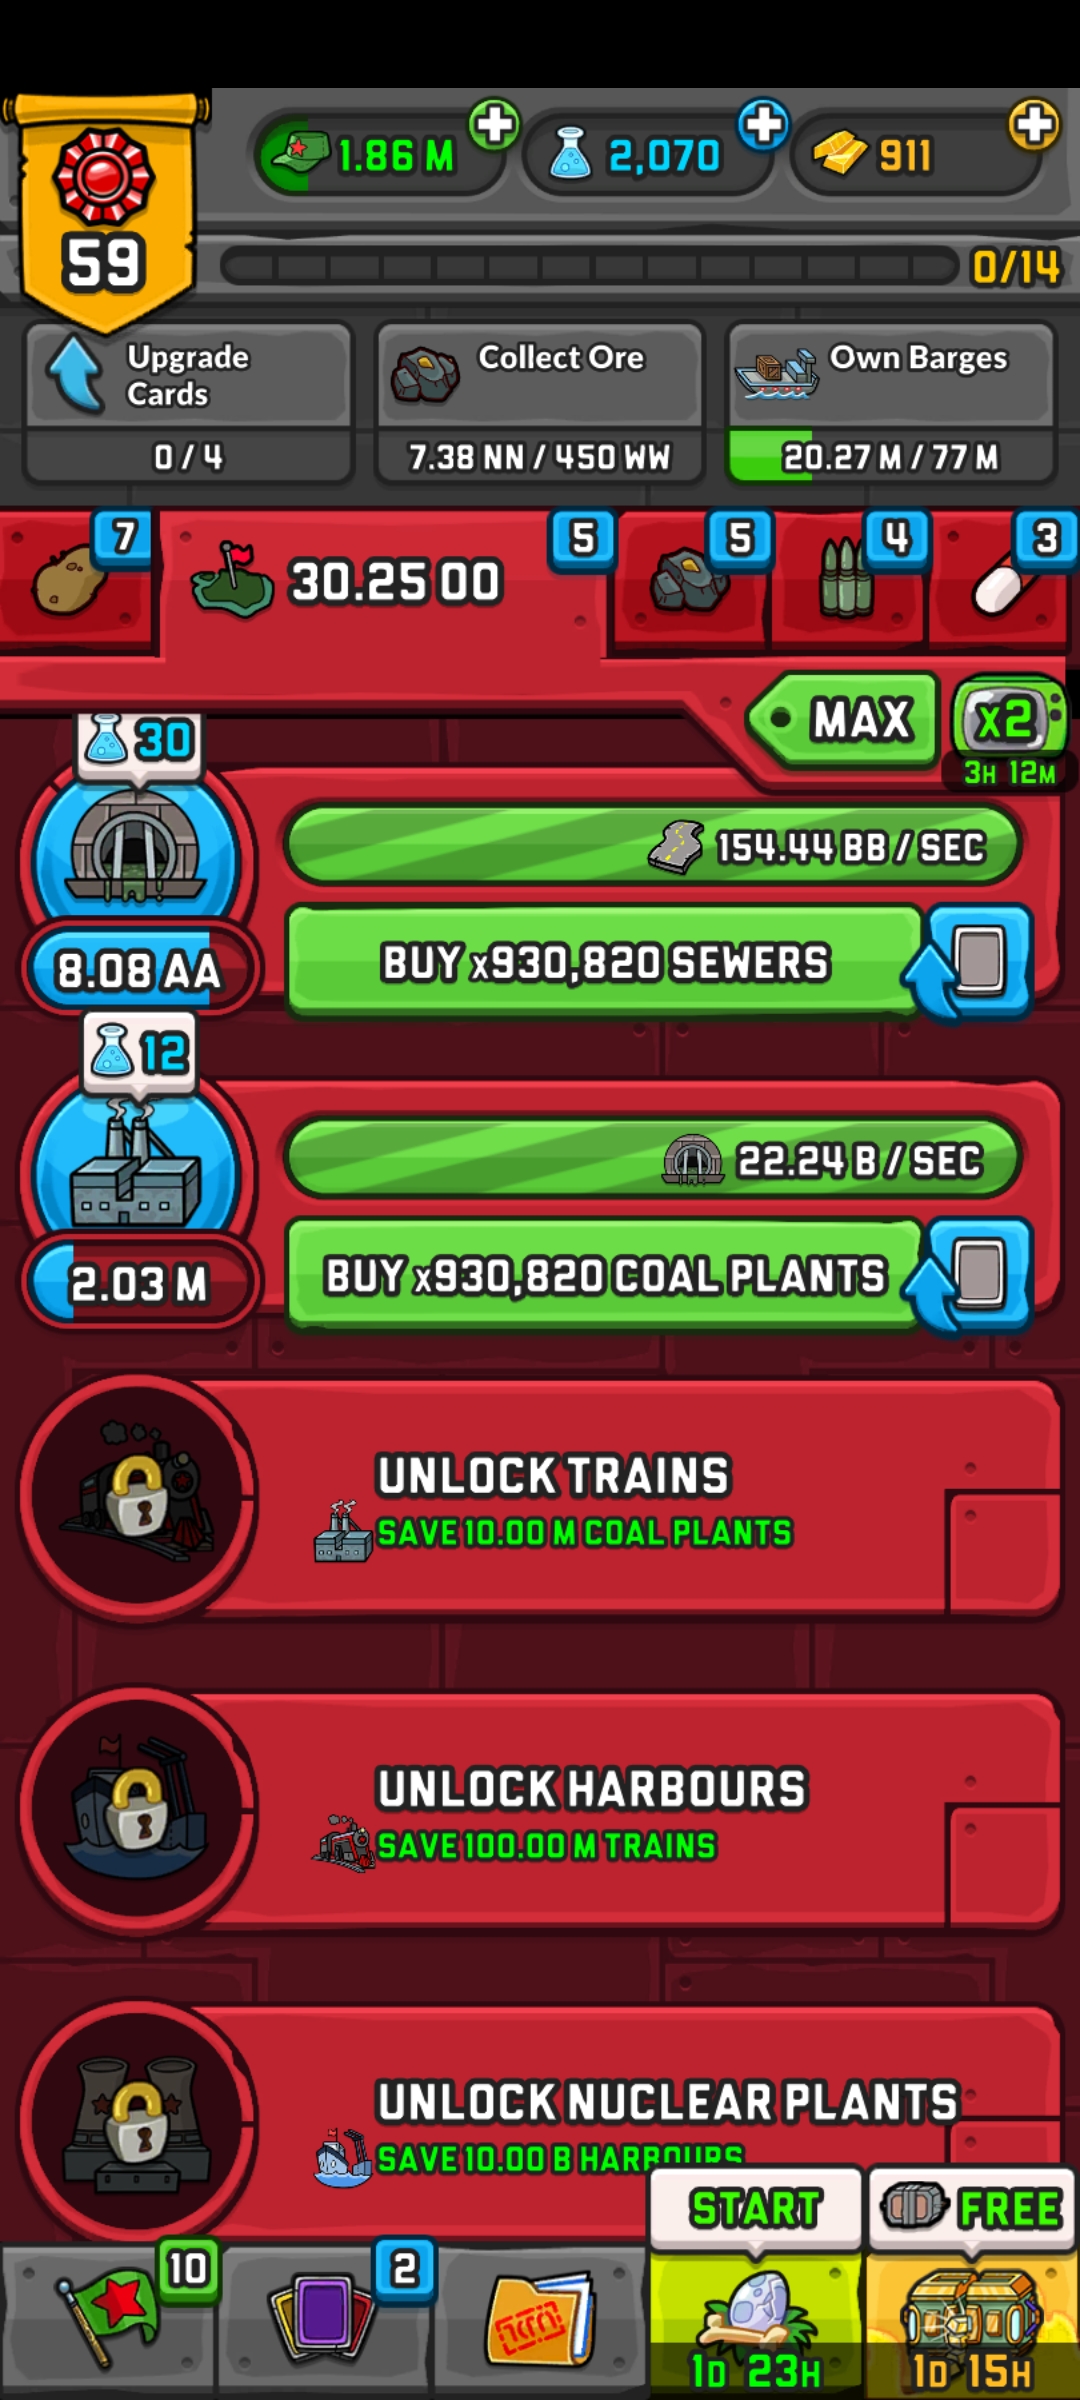 59
1.86 M
2,070
911
0/14
Upgrade
Cards
0 / 4
Collect Ore
7.38 NN / 450 WW
Own Barges
20.27 M / 77 M
7
30.25 OO
5
5
4
3
MAX
x2
3H 12M
30
154.44 BB / SEC
8.08 AA
BUY x930,820 SEWERS
12
22.24 B / SEC
2.03 M
BUY x930,820 COAL PLANTS
UNLOCK TRAINS
SAVE 10.00 M COAL PLANTS
UNLOCK HARBOURS
SAVE 100.00 M TRAINS
UNLOCK NUCLEAR PLANTS
SAVE 10.00 B HARBOURS
START
FREE
10
2
1D 23H
1D 15H